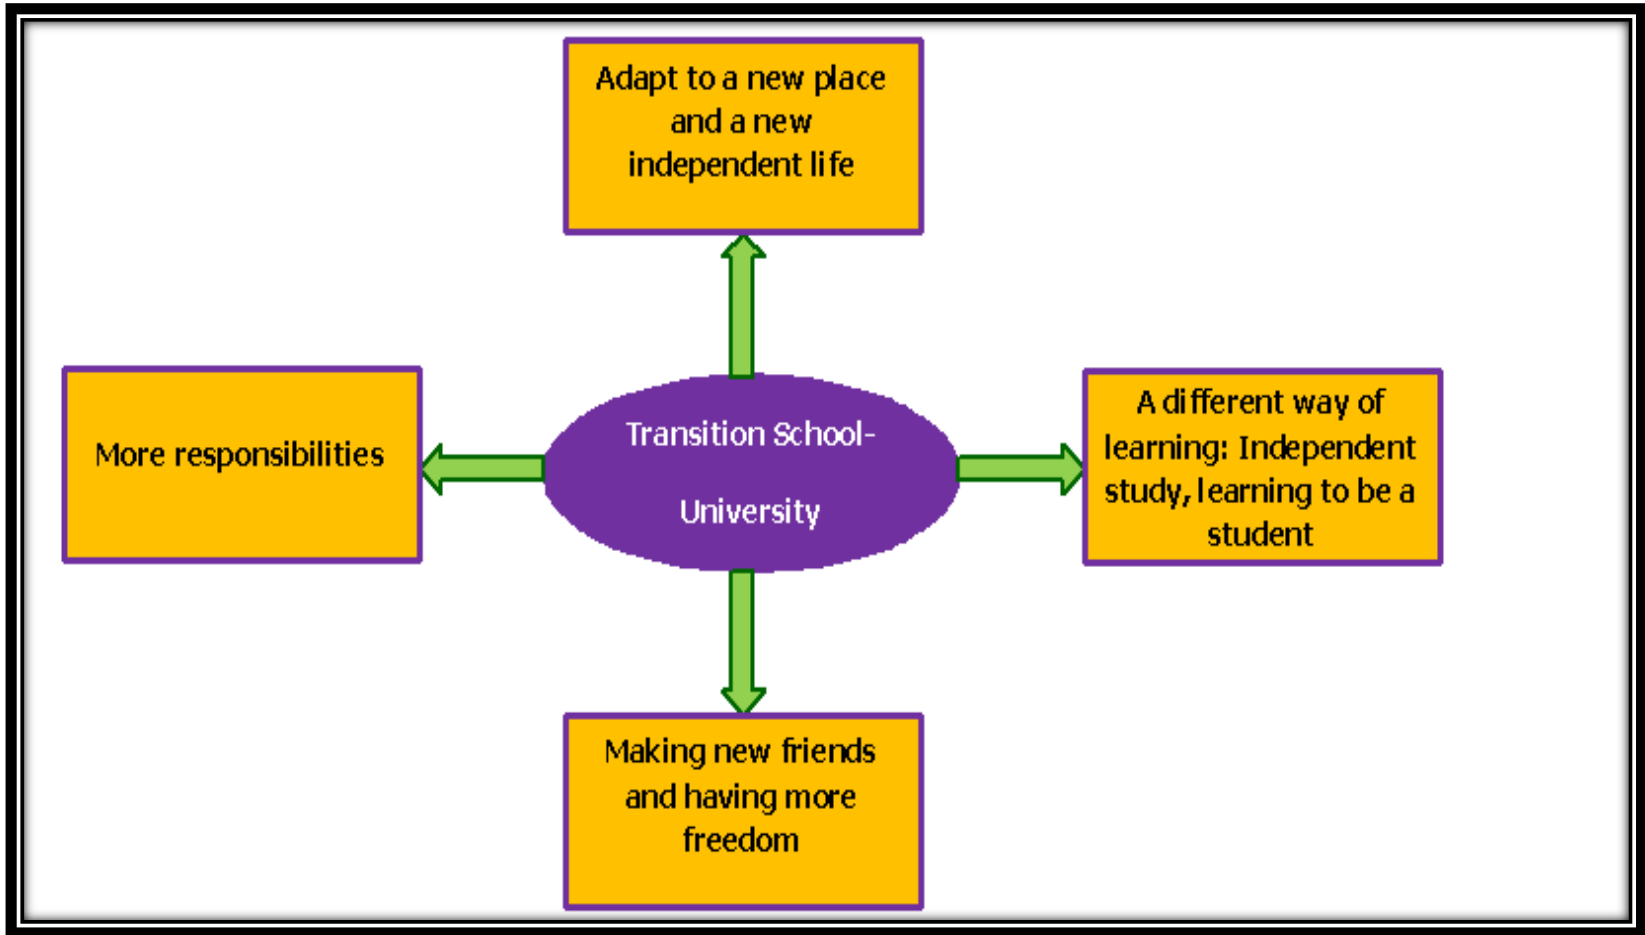 Adapt to a new place
and a new
independent life
More responsibilities
Transition School-
University
A different way of
learning: Independent
study, learning to be a
student
Making new friends
and having more
freedom